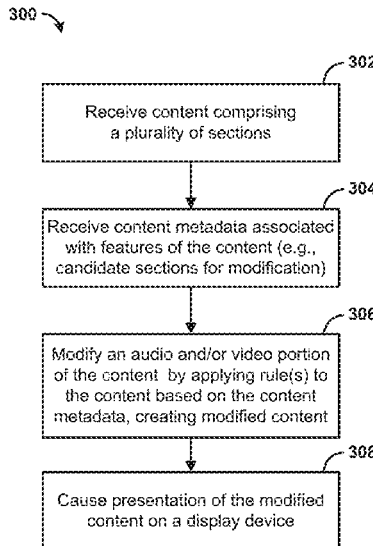 300
302
Receive content comprising
a plurality of sections
304
Receive content metadata associated
with features of the content (e.g.,
candidate sections for modification)
306
Modify an audio and/or video portion
of the content by applying rule(s) to
the content based on the content
metadata, creating modified content
308
Cause presentation of the modified
content on a display device